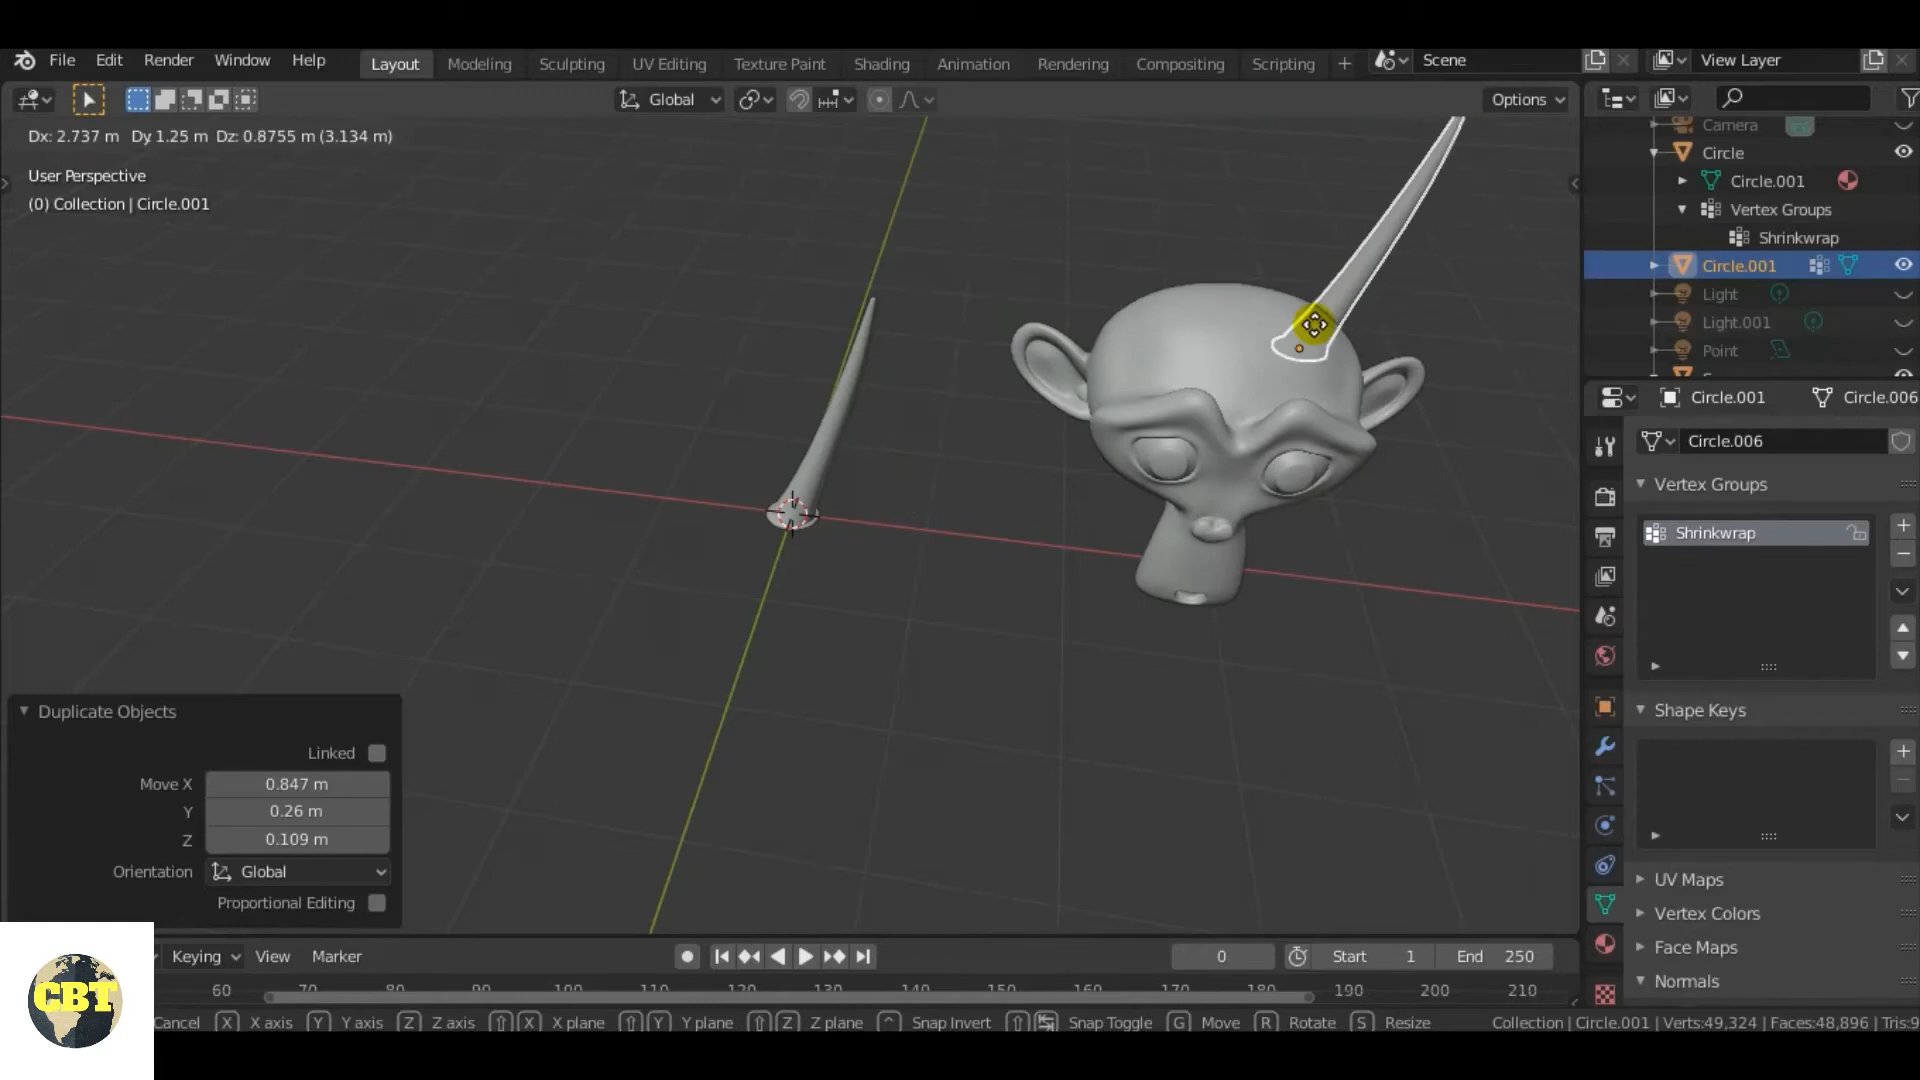 File Edit Render Window Help Layout Modeling Sculpting UV Editing Texture Paint Shading Animation Rendering Compositing Scripting + Scene View Layer
Global Options
Dx: 2.737 m Dy: 1.25 m Dz: 0.8755 m (3.134 m)
User Perspective
(0) Collection | Circle.001
Camera
Circle
Circle.001
Vertex Groups
Shrinkwrap
Circle.001
Light
Light.001
Point
Circle.001 Circle.006
Circle.006
Vertex Groups
Shrinkwrap
Shape Keys
UV Maps
Vertex Colors
Face Maps
Normals
Duplicate Objects
Linked
Move X 0.847 m
Y 0.26 m
Z 0.109 m
Orientation Global
Proportional Editing
Keying View Marker 0 Start 1 End 250
60 70 80 90 100 110 120 130 140 150 160 170 180 190 200 210
Cancel X X axis Y Y axis Z Z axis X X plane Y Y plane Z Z plane Snap Invert Snap Toggle G Move R Rotate S Resize Collection | Circle.001 | Verts:49,324 | Faces:48,896 | Tris:9
CBT